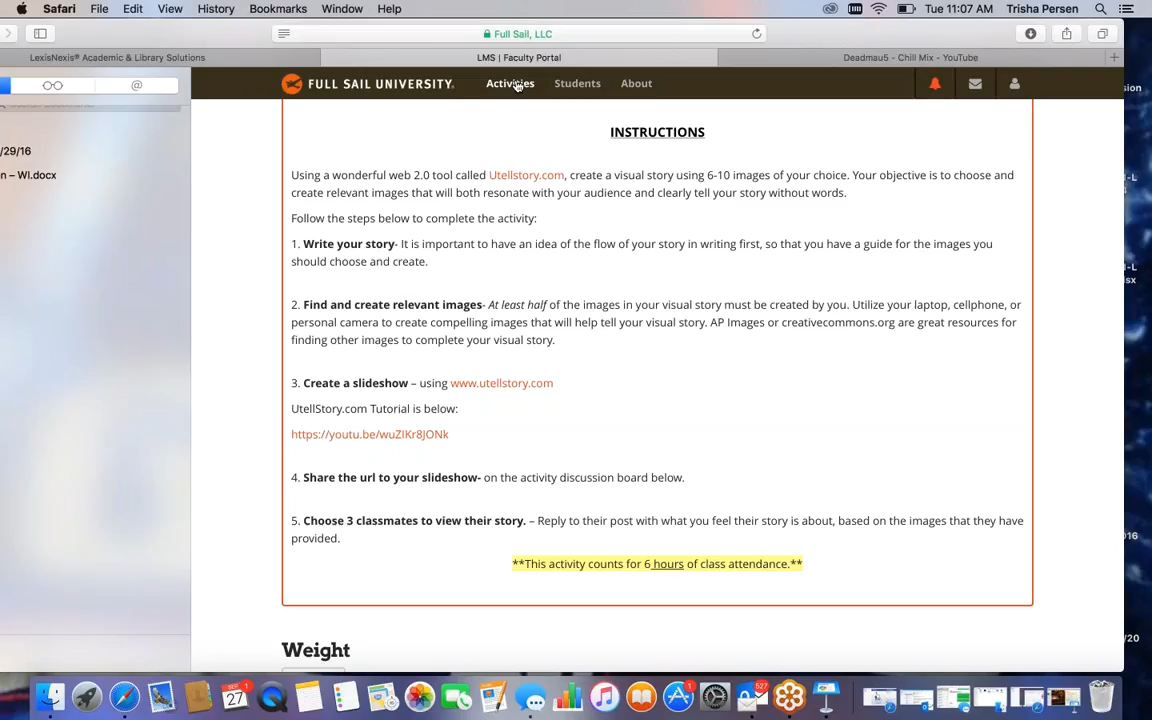 Safari File Edit View History Bookmarks Window Help Tue 11:07 AM Trisha Persen
Full Sail, LLC
LexisNexis® Academic & Library Solutions LMS | Faculty Portal Deadmau5 - Chill Mix - YouTube
@ FULL SAIL UNIVERSITY. Activities Students About
sion
INSTRUCTIONS
/29/16
Using a wonderful web 2.0 tool called Utellstory.com, create a visual story using 6-10 images of your choice. Your objective is to choose and
n – WI.docx
create relevant images that will both resonate with your audience and clearly tell your story without words.
Follow the steps below to complete the activity:
1. Write your story- It is important to have an idea of the flow of your story in writing first, so that you have a guide for the images you
should choose and create.
-L
slsx
2. Find and create relevant images- At least half of the images in your visual story must be created by you. Utilize your laptop, cellphone, or
personal camera to create compelling images that will help tell your visual story. AP Images or creativecommons.org are great resources for
finding other images to complete your visual story.
3. Create a slideshow – using www.utellstory.com
UtellStory.com Tutorial is below:
https://youtu.be/wuZIKr8JONk
4. Share the url to your slideshow- on the activity discussion board below.
5. Choose 3 classmates to view their story. – Reply to their post with what you feel their story is about, based on the images that they have
provided.
016
**This activity counts for 6 hours of class attendance.**
/20
Weight
SEP 27 1 1 527